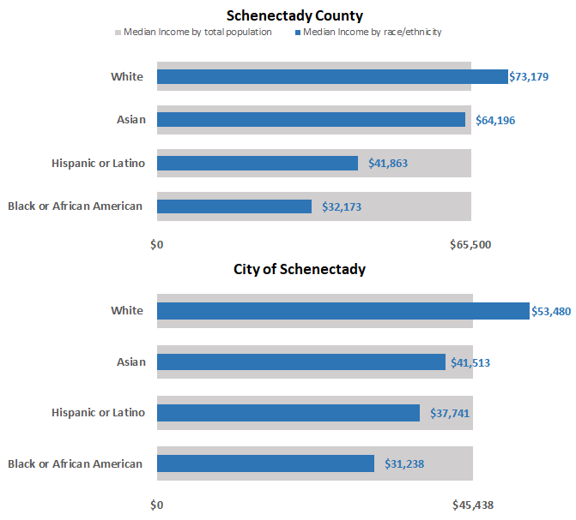 Schenectady County
Median Income by total population Median Income by race/ethnicity
White $73,179
Asian $64,196
Hispanic or Latino $41,863
Black or African American $32,173
$0 $65,500
City of Schenectady
White $53,480
Asian $41,513
Hispanic or Latino $37,741
Black or African American $31,238
$0 $45,438